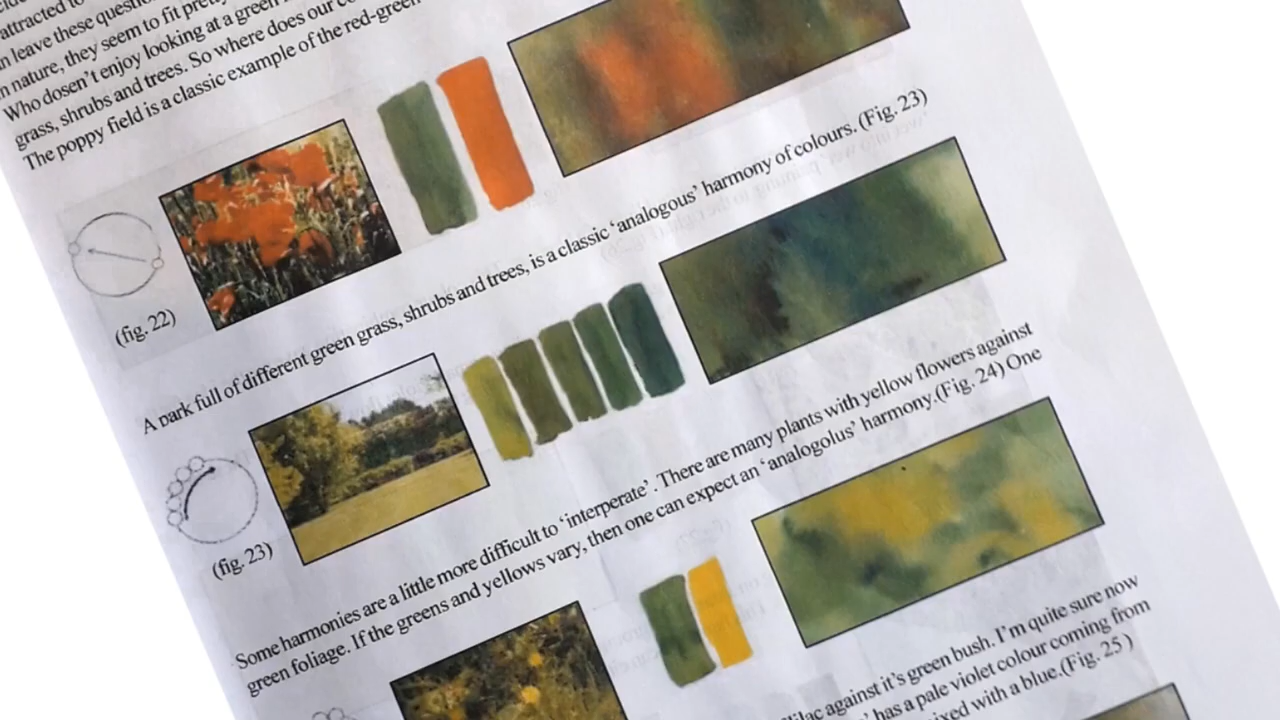 attracted to
n leave these question
n nature, they seem to fit pretty
Who dosen't enjoy looking at a green
grass, shrubs and trees. So where does our
The poppy field is a classic example of the red-green
(fig. 22)
A park full of different green grass, shrubs and trees, is a classic 'analogous' harmony of colours. (Fig. 23)
(fig. 23)
Some harmonies are a little more difficult to 'interperate'. There are many plants with yellow flowers against
green foliage. If the greens and yellows vary, then one can expect an 'analogolus' harmony.(Fig. 24) One
lilac against it's green bush. I'm quite sure now
' has a pale violet colour coming from
ixed with a blue.(Fig. 25)